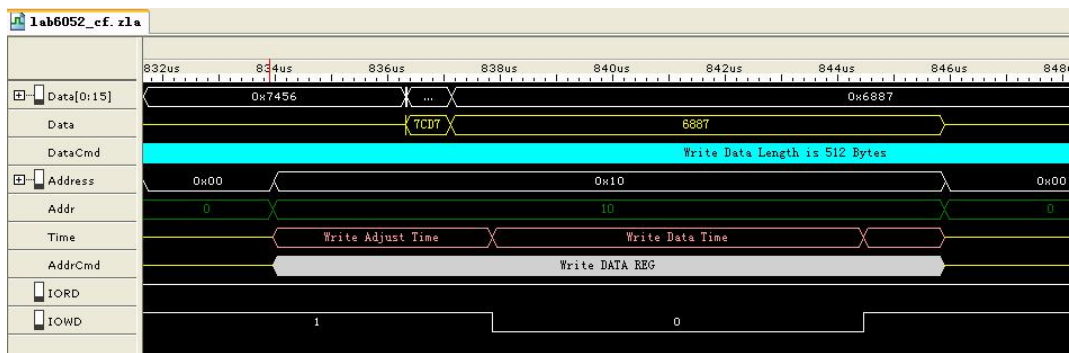 lab6052_cf.zla
832us 834us 836us 838us 840us 842us 844us 846us 848
Data[0:15] 0x7456 ... 0x6887
Data 7CD7 6887
DataCmd Write Data Length is 512 Bytes
Address 0x00 0x10 0x00
Addr 0 10 0
Time Write Adjust Time Write Data Time
AddrCmd Write DATA REG
IORD
IOWD 1 0